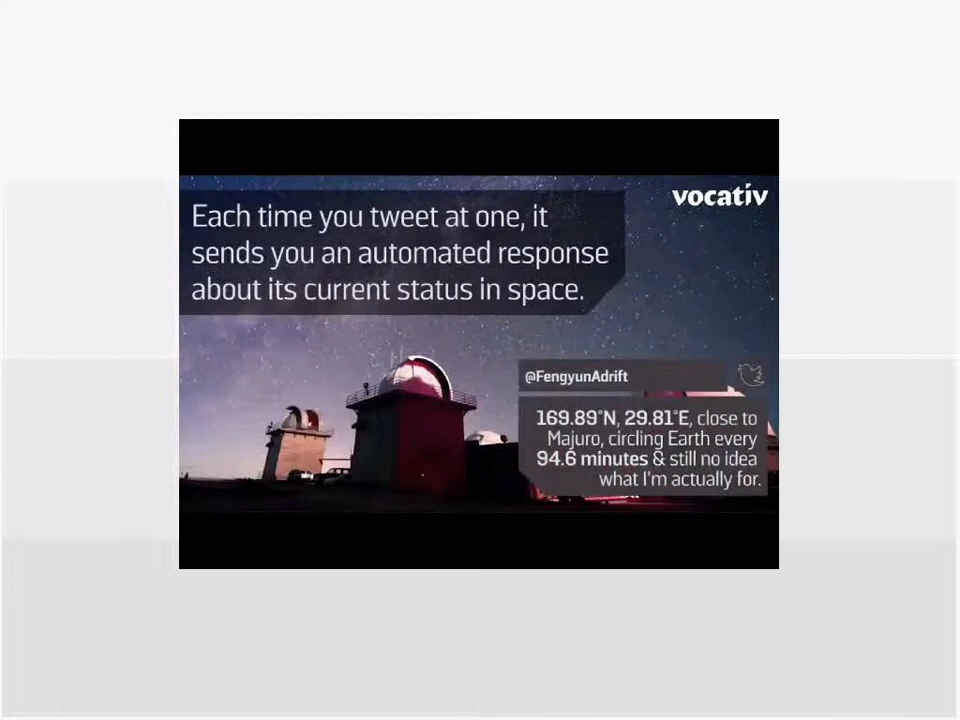 vocativ
Each time you tweet at one, it
sends you an automated response
about its current status in space.
@FengyunAdrift
169.89°N, 29.81°E, close to
Majuro, circling Earth every
94.6 minutes & still no idea
what I'm actually for.